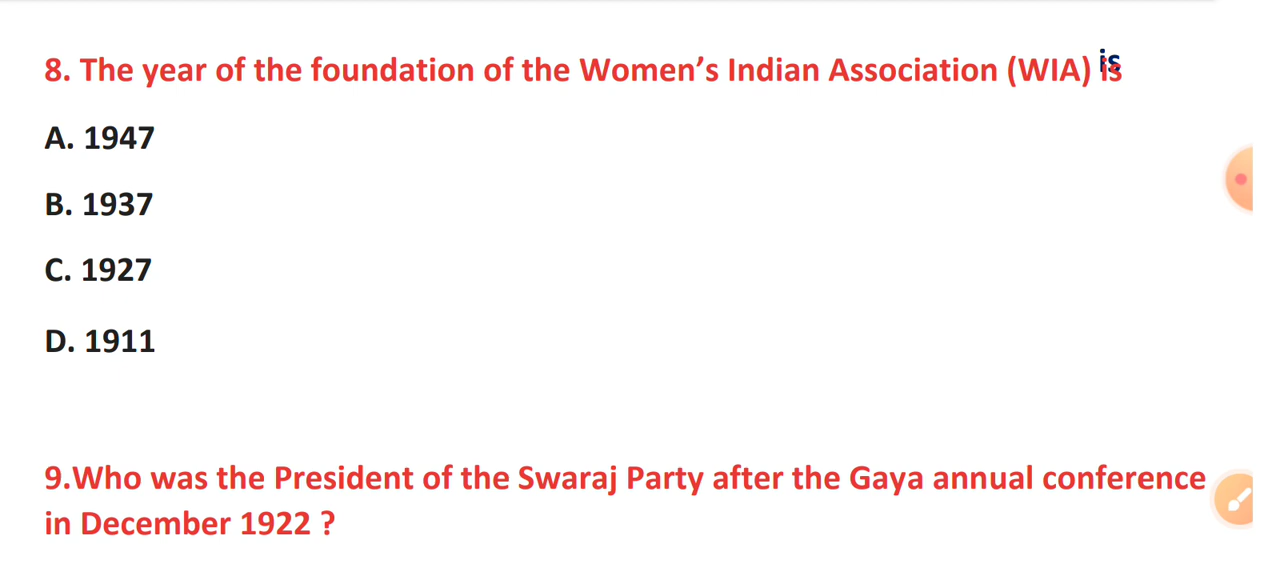 8. The year of the foundation of the Women’s Indian Association (WIA) is
A. 1947
B. 1937
C. 1927
D. 1911
9.Who was the President of the Swaraj Party after the Gaya annual conference
in December 1922 ?